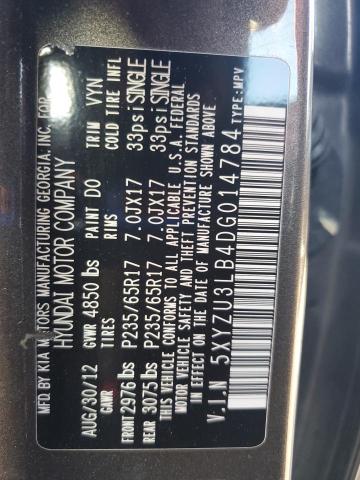 MFD. BY KIA MOTORS MANUFACTURING GEORGIA, INC. FOR
HYUNDAI MOTOR COMPANY
AUG/30/12 GVWR 4850 lbs PAINT DO TRIM VYN
GAWR TIRES RIMS COLD TIRE INFL
FRONT 2976 lbs P235/65R17 7.0JX17 33psi SINGLE
REAR 3075 lbs P235/65R17 7.0JX17 33psi SINGLE
THIS VEHICLE CONFORMS TO ALL APPLICABLE U.S.A. FEDERAL
MOTOR VEHICLE SAFETY AND THEFT PREVENTION STANDARDS
IN EFFECT ON THE DATE OF MANUFACTURE SHOWN ABOVE.
V.I.N 5XYZU3LB4DG014784 TYPE:MPV